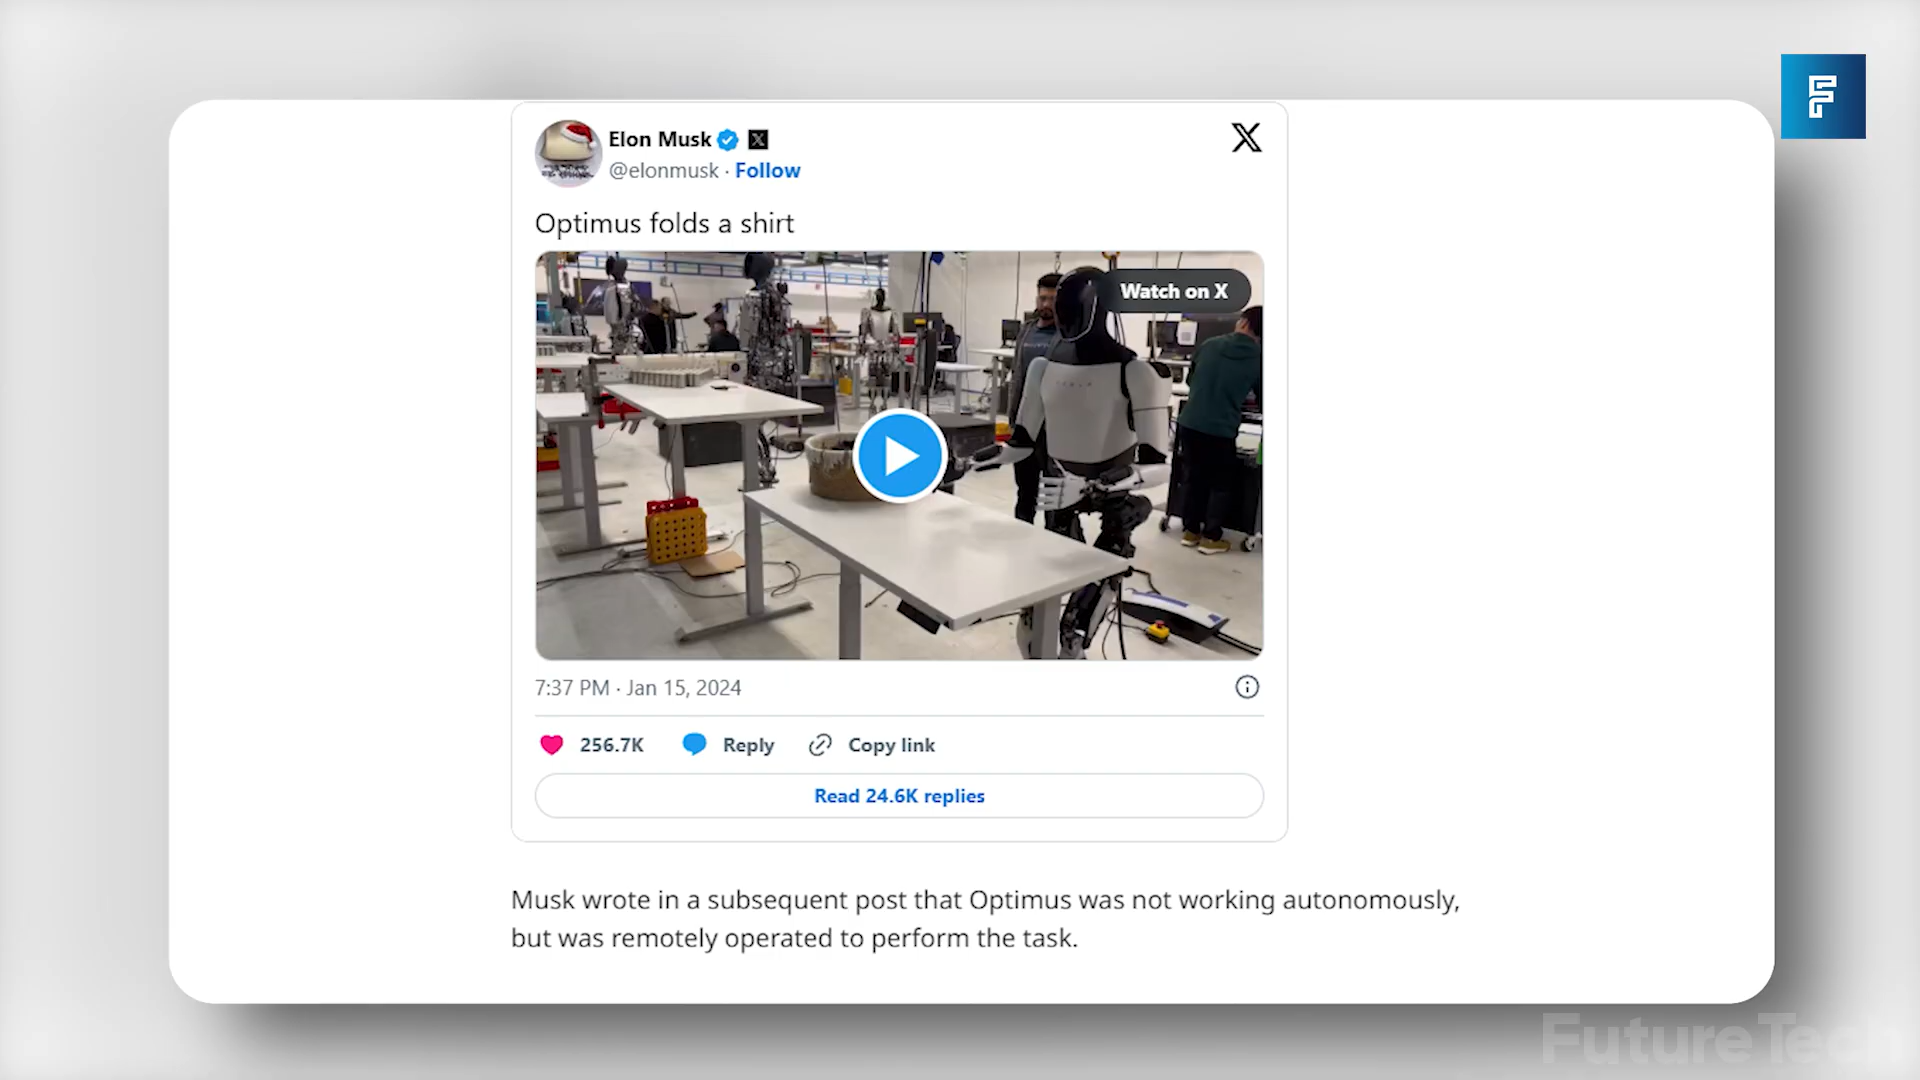 Elon Musk
@elonmusk · Follow
Optimus folds a shirt
Watch on X
TESLA
7:37 PM · Jan 15, 2024
256.7K Reply Copy link
Read 24.6K replies
Musk wrote in a subsequent post that Optimus was not working autonomously,
but was remotely operated to perform the task.
FutureTech